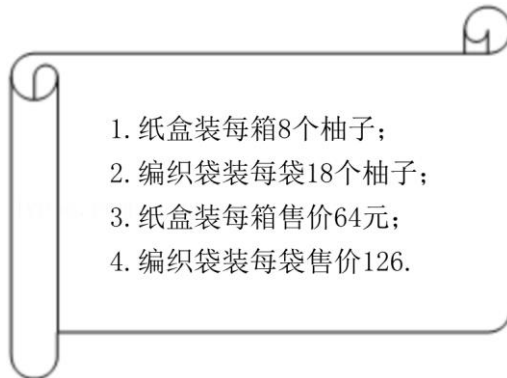 1. 纸盒装每箱8个柚子；
2. 编织袋装每袋18个柚子；
3. 纸盒装每箱售价64元；
4. 编织袋装每袋售价126.